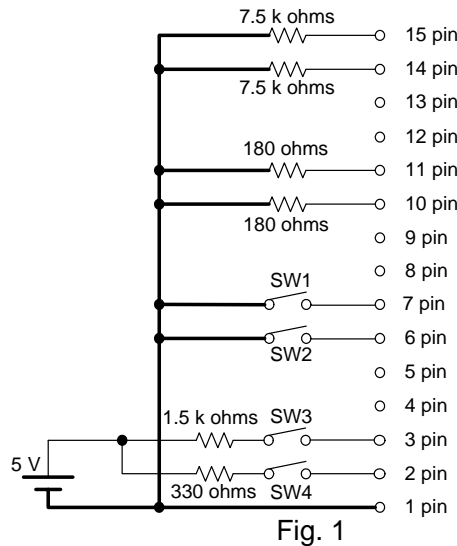 7.5 k ohms
15 pin
14 pin
7.5 k ohms
13 pin
12 pin
180 ohms
11 pin
10 pin
180 ohms
9 pin
8 pin
SW1
7 pin
6 pin
SW2
5 pin
4 pin
1.5 k ohms
SW3
3 pin
5 V
2 pin
330 ohms
SW4
1 pin
Fig. 1